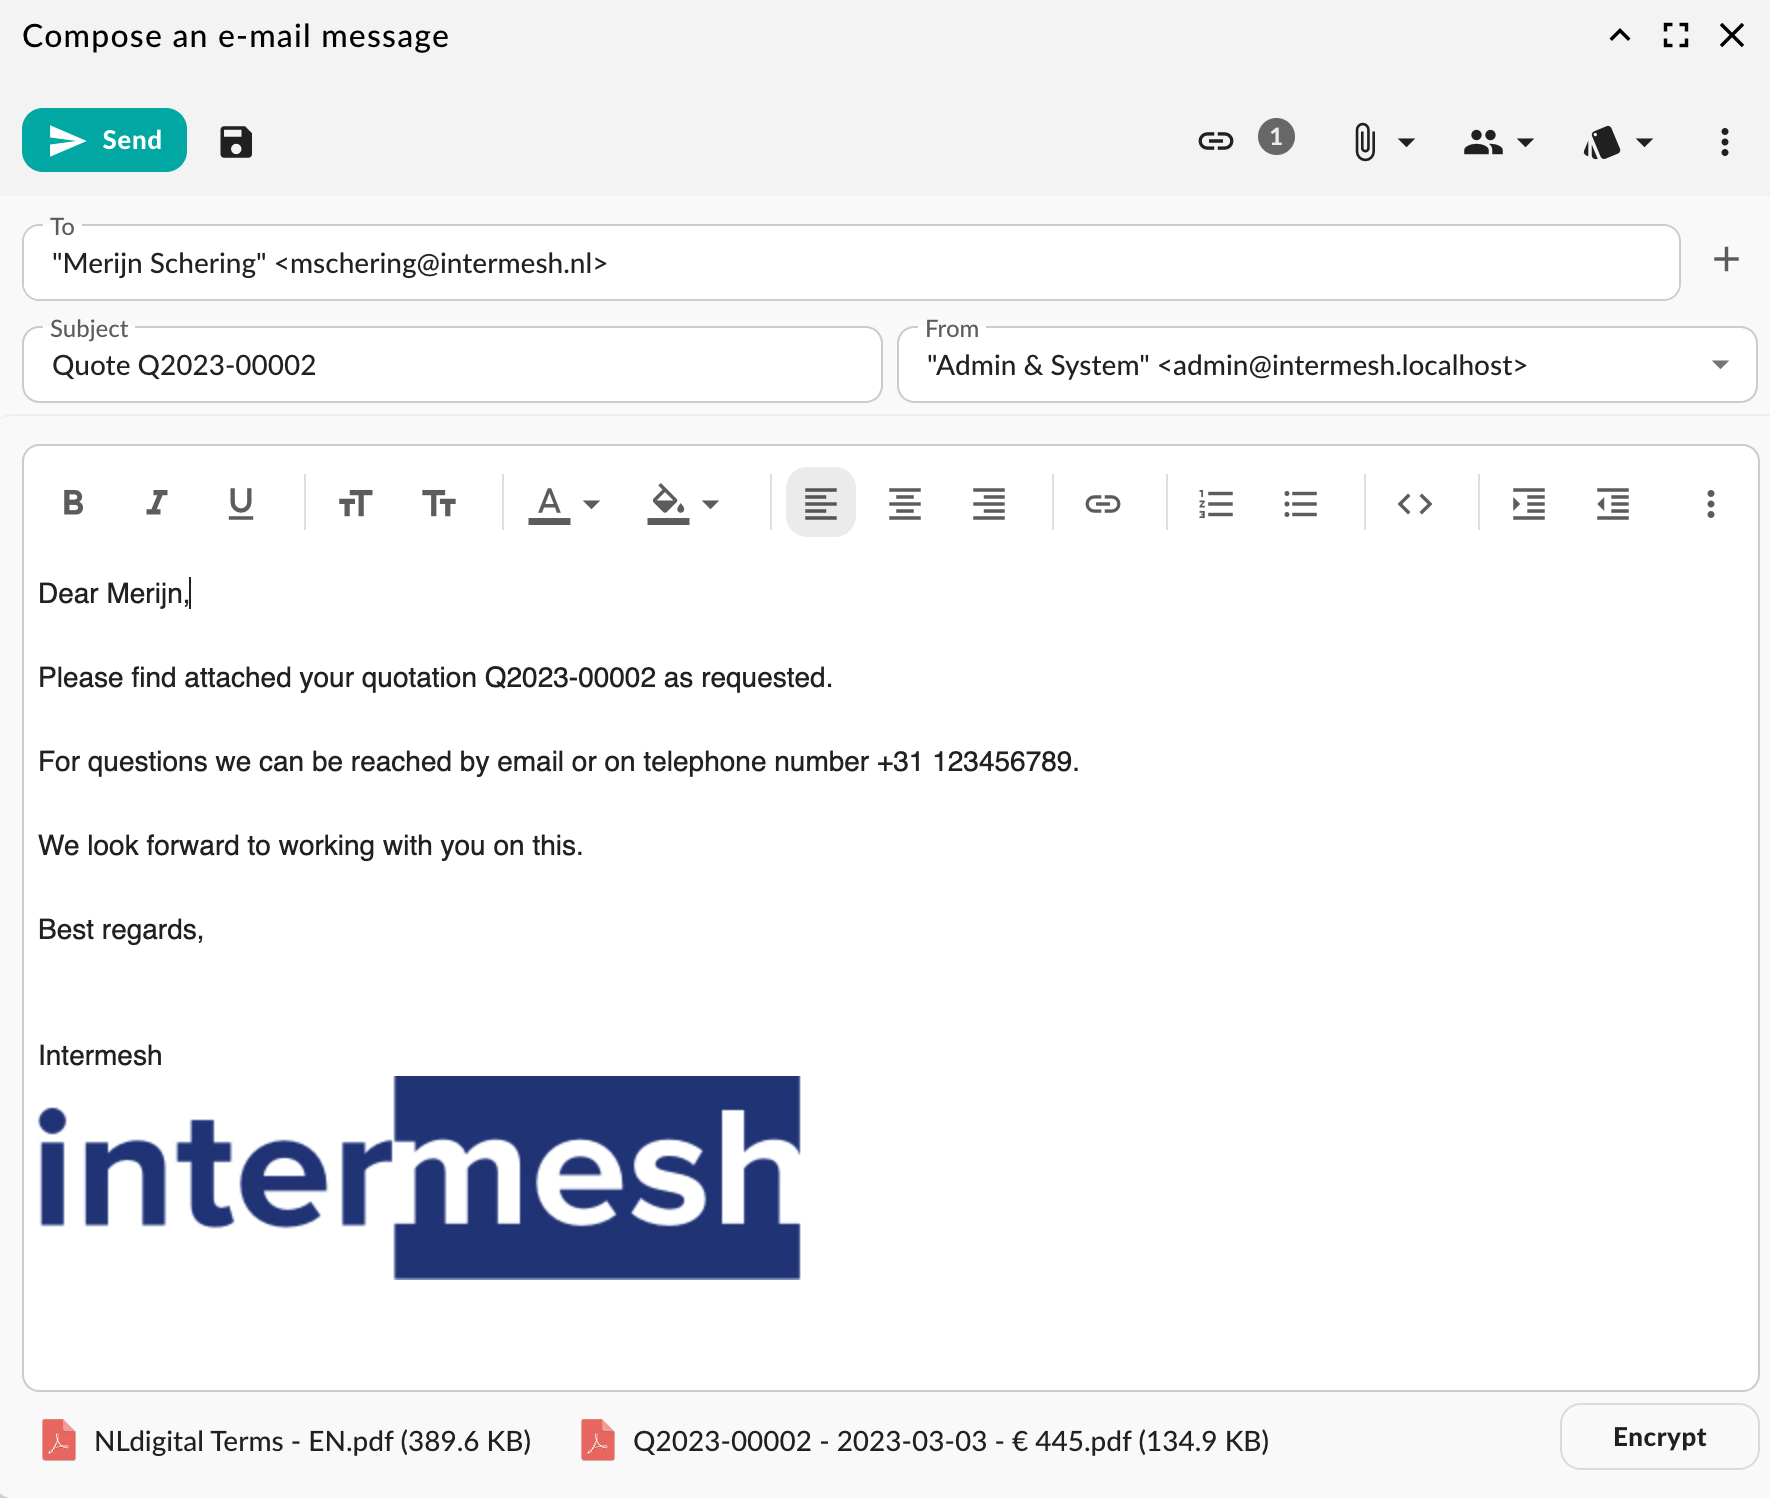 Compose an e-mail message
Send
1
To
"Merijn Schering" <mschering@intermesh.nl>
Subject
Quote Q2023-00002
From
"Admin & System" <admin@intermesh.localhost>
Dear Merijn,
Please find attached your quotation Q2023-00002 as requested.
For questions we can be reached by email or on telephone number +31 123456789.
We look forward to working with you on this.
Best regards,
Intermesh
intermesh
NLdigital Terms - EN.pdf (389.6 KB)
Q2023-00002 - 2023-03-03 - € 445.pdf (134.9 KB)
Encrypt